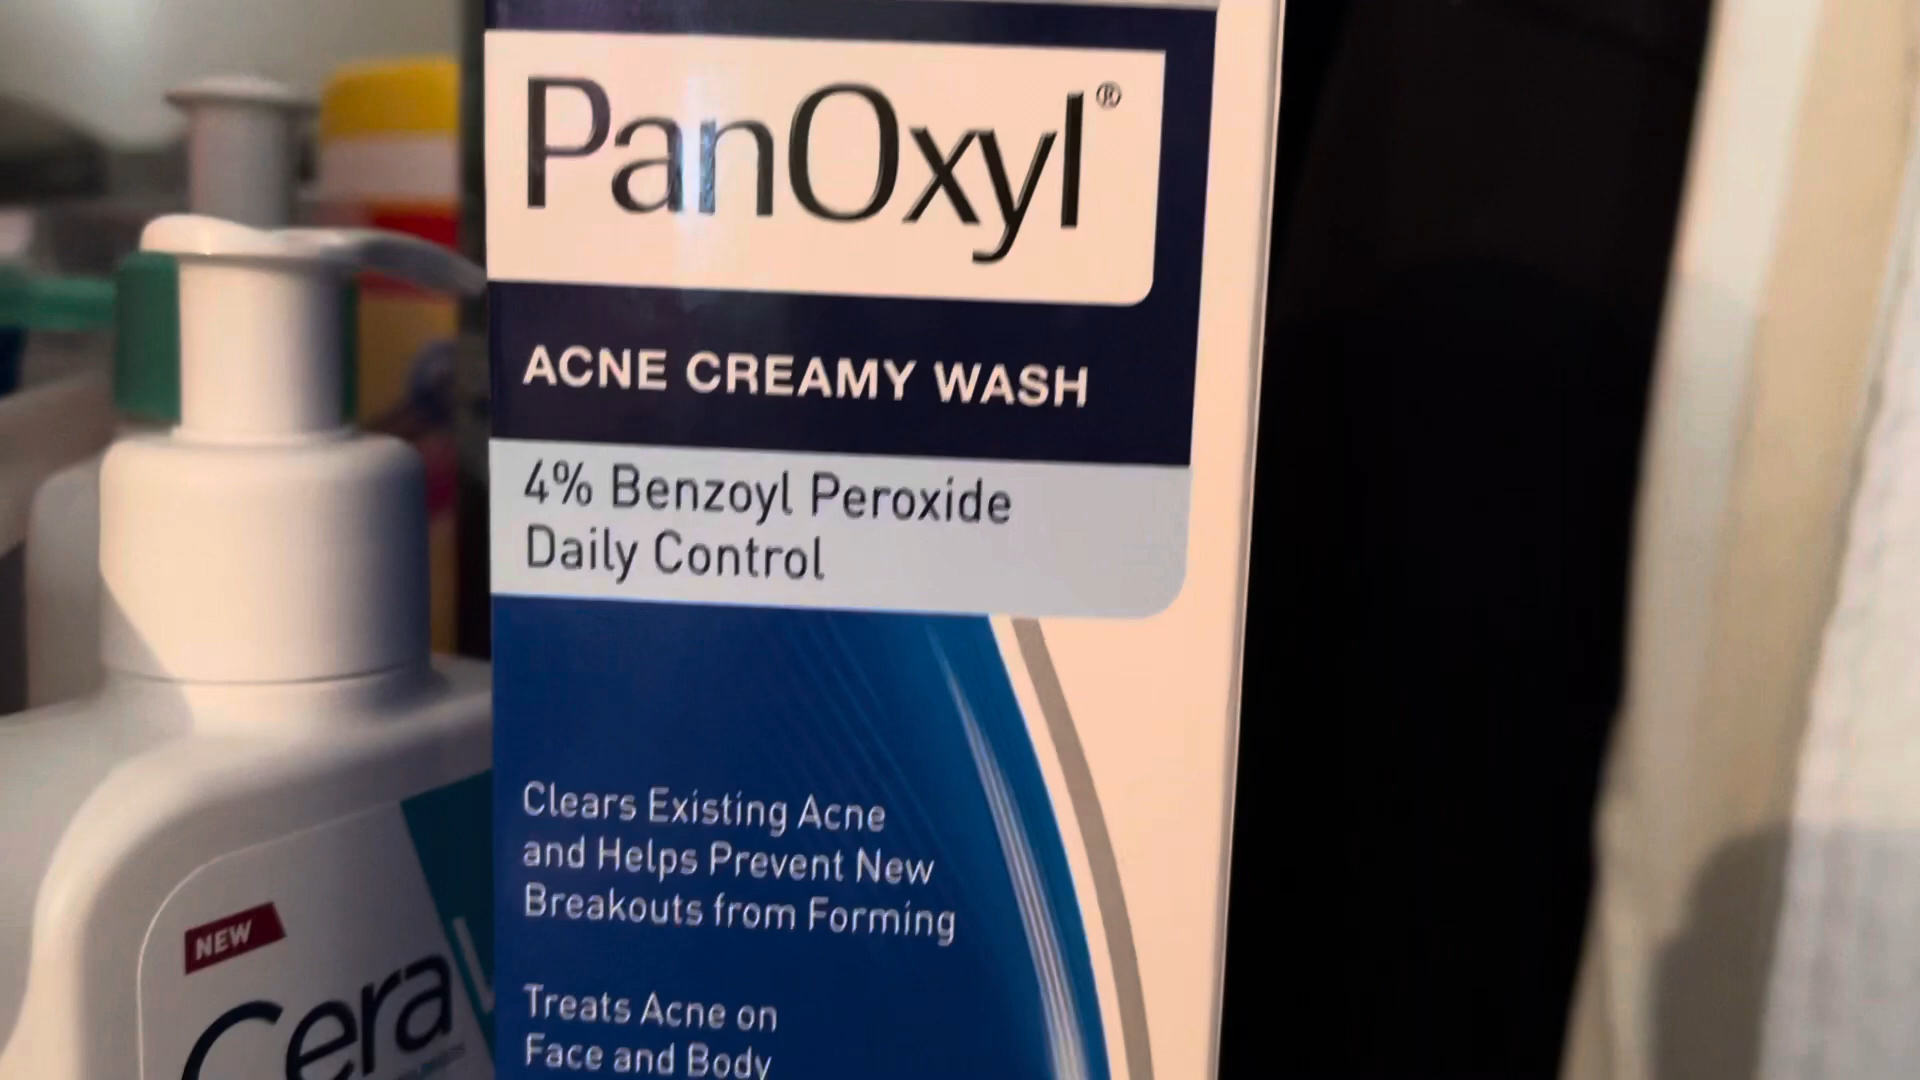 PanOxyl®
ACNE CREAMY WASH
4% Benzoyl Peroxide
Daily Control
Clears Existing Acne
and Helps Prevent New
Breakouts from Forming
Treats Acne on
Face and Body
NEW
Cera